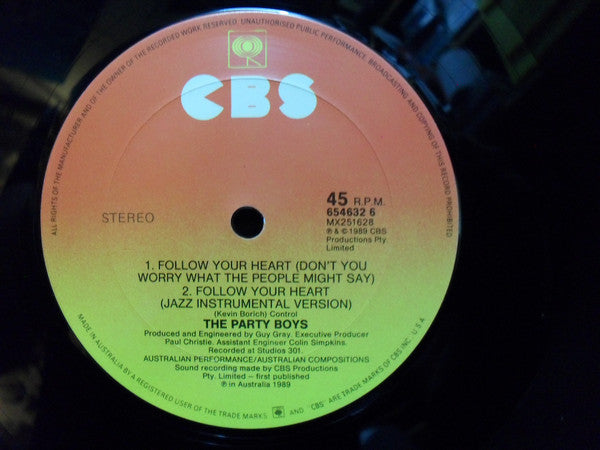 ALL RIGHTS OF THE MANUFACTURER AND OF THE OWNER OF THE RECORDED WORK RESERVED. UNAUTHORISED PUBLIC PERFORMANCE, BROADCASTING AND COPYING OF THIS RECORD PROHIBITED
CBS
STEREO
45 R.P.M.
654632 6
MX251628
℗ & © 1989 CBS
Productions Pty.
Limited
1. FOLLOW YOUR HEART (DON'T YOU
WORRY WHAT THE PEOPLE MIGHT SAY)
2. FOLLOW YOUR HEART
(JAZZ INSTRUMENTAL VERSION)
(Kevin Borich) Control
THE PARTY BOYS
Produced and Engineered by Guy Gray. Executive Producer
Paul Christie. Assistant Engineer Colin Simpkins.
Recorded at Studios 301.
AUSTRALIAN PERFORMANCE/AUSTRALIAN COMPOSITIONS
Sound recording made by CBS Productions
Pty. Limited – first published
℗ in Australia 1989
MADE IN AUSTRALIA BY A REGISTERED USER OF THE TRADE MARKS AND CBS' ARE TRADE MARKS OF CBS INC. U S A